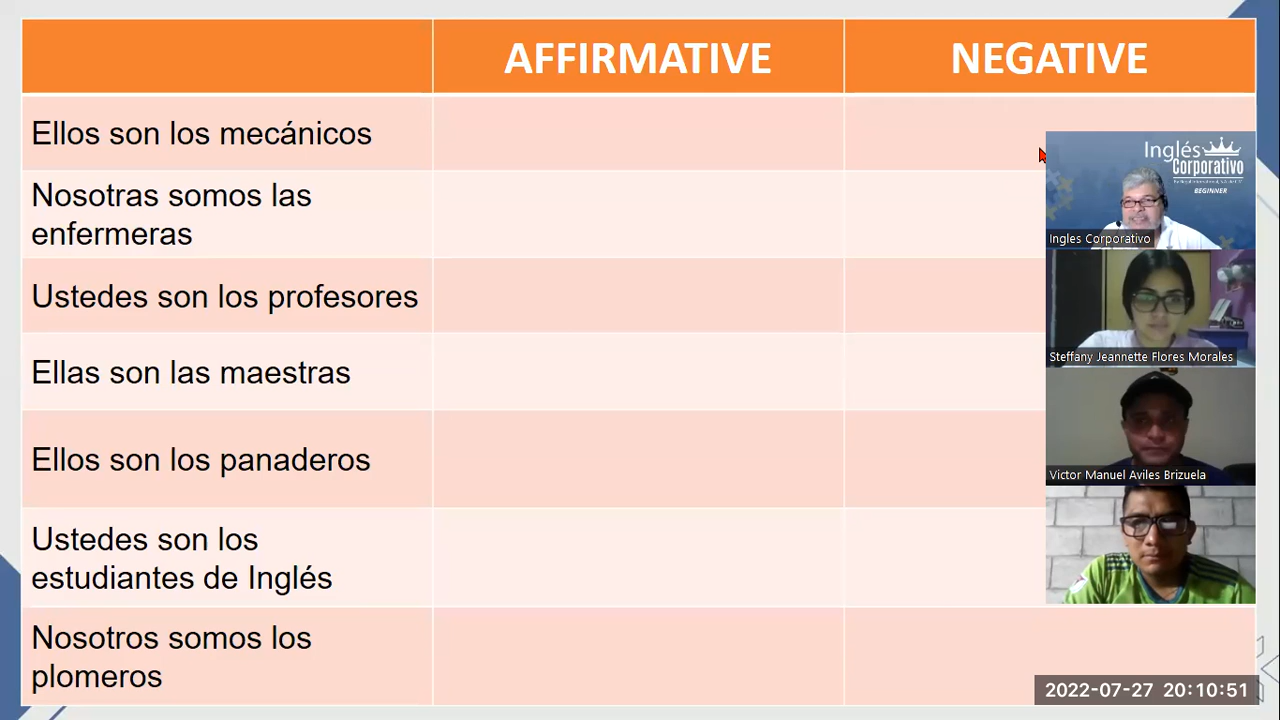 AFFIRMATIVE
NEGATIVE
Ellos son los mecánicos
Nosotras somos las
enfermeras
Ustedes son los profesores
Ellas son las maestras
Ellos son los panaderos
Ustedes son los
estudiantes de Inglés
Nosotros somos los
plomeros
Inglés
Corporativo
BEGINNER
Ingles Corporativo
Steffany Jeannette Flores Morales
Victor Manuel Aviles Brizuela
2022-07-27 20:10:51